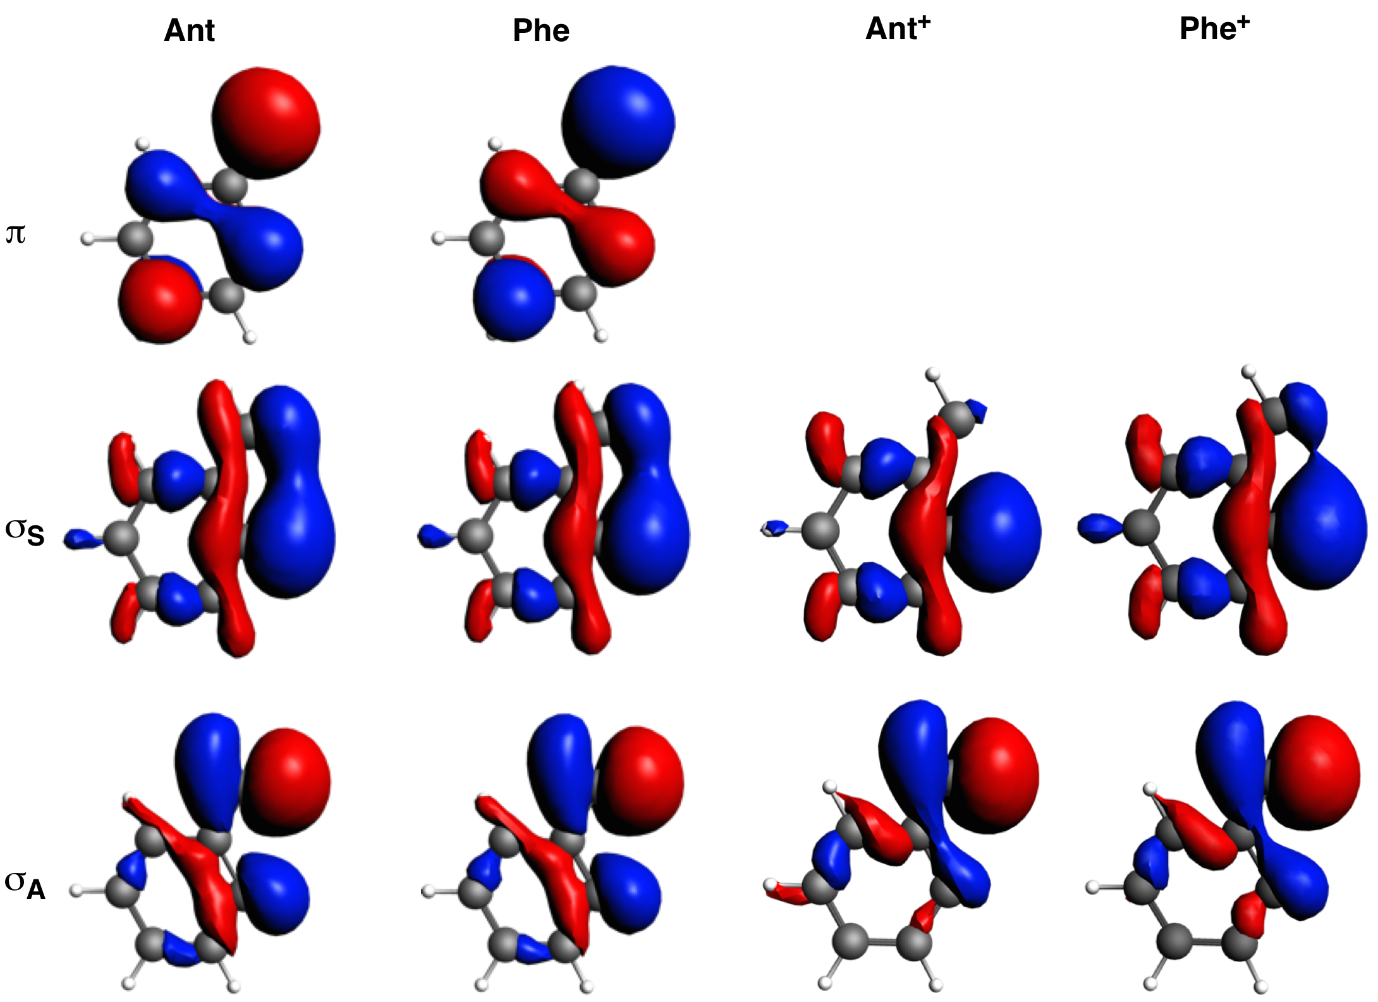 Ant Phe Ant⁺ Phe⁺
π
σS
σA